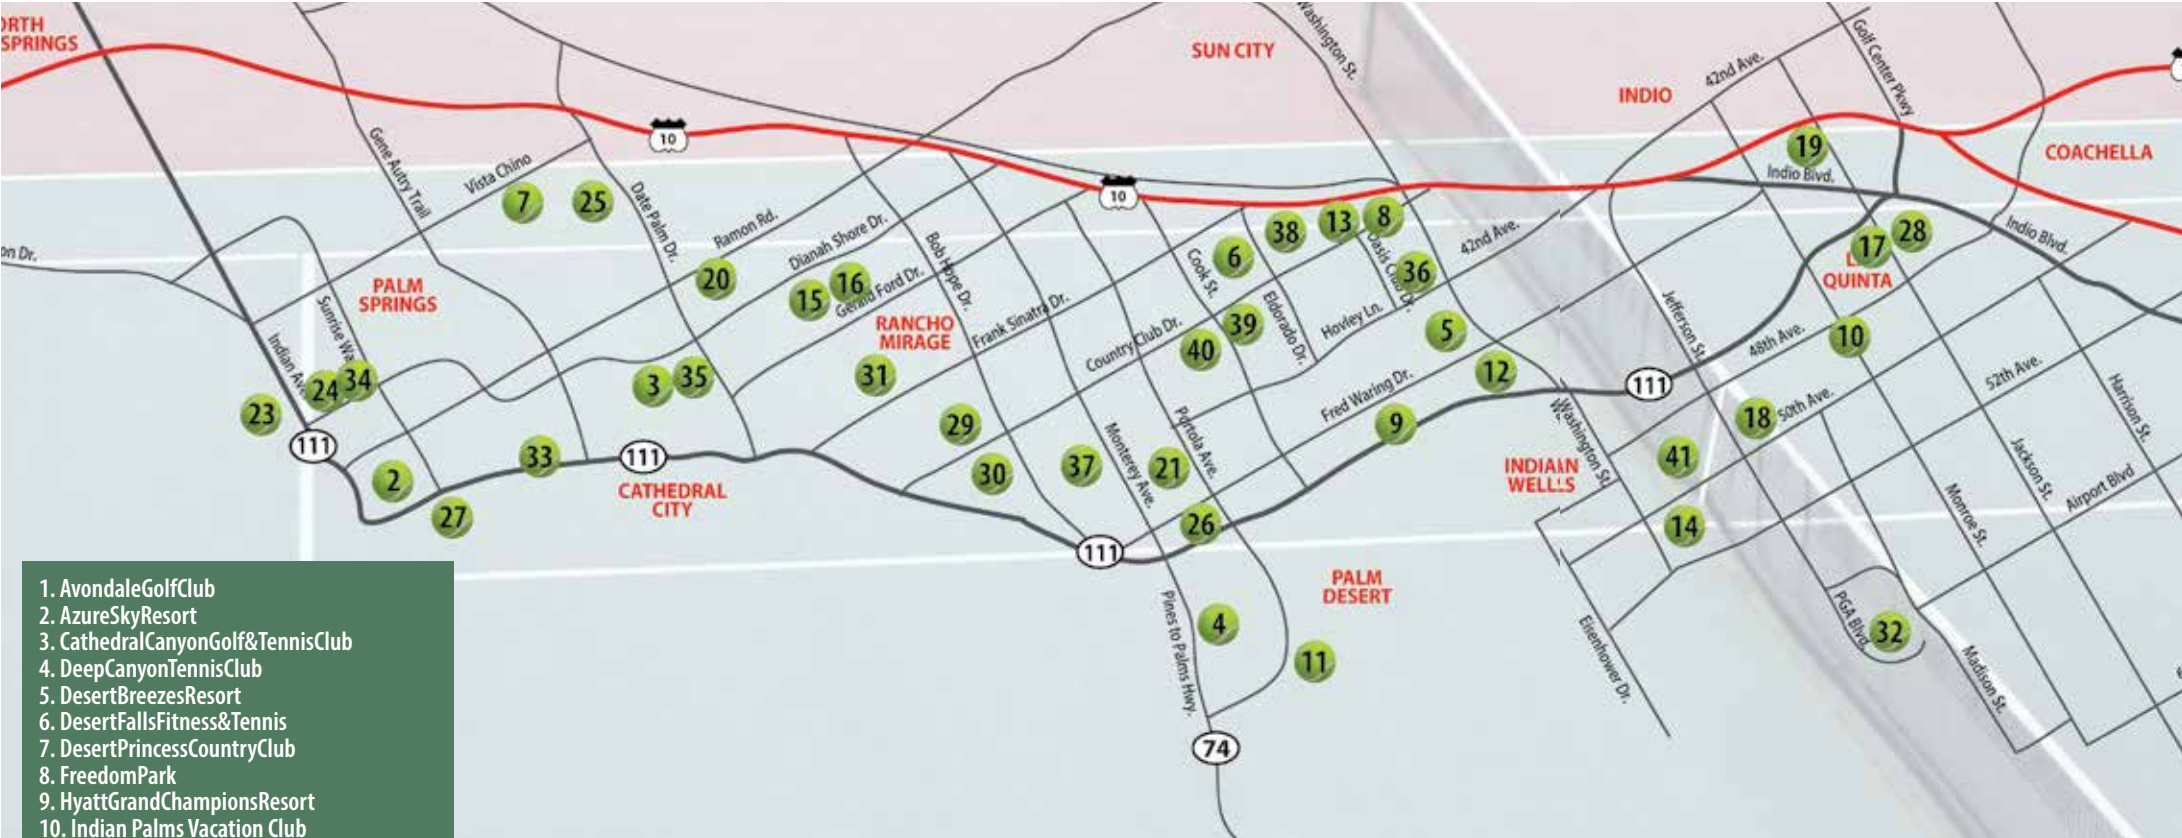 ORTH
SPRINGS
SUN CITY
Washington St.
INDIO
42nd Ave.
Golf Center Pkwy
COACHELLA
10
10
Gene Autry Trail
Vista Chino
7
25
Date Palm Dr.
Ramon Rd.
Dianah Shore Dr.
Gerald Ford Dr.
Bob Hope Dr.
20
15
16
Cook St.
6
38
13
8
Oasis Club Dr.
36
42nd Ave.
19
Indio Blvd.
17
28
LA
QUINTA
Indio Blvd.
on Dr.
PALM
SPRINGS
Sunrise Wa
Indian Ave
23
24
34
111
2
27
33
3
35
111
CATHEDRAL
CITY
RANCHO
MIRAGE
31
Frank Sinatra Dr.
Country Club Dr.
39
40
Eldorado Dr.
Hovley Ln.
5
12
Fred Waring Dr.
9
29
30
37
21
Monterey Ave.
Portola Ave.
26
111
111
Jefferson St.
48th Ave.
10
52th Ave.
Harrison St.
18
50th Ave.
Washington St.
INDIAN
WELLS
41
14
Jackson St.
Airport Blvd
Monroe St.
PALM
DESERT
Pines to Palms Hwy.
4
11
74
Eisenhower Dr.
PGA Blvd.
32
Madison St.
1. AvondaleGolfClub
2. AzureSkyResort
3. CathedralCanyonGolf&TennisClub
4. DeepCanyonTennisClub
5. DesertBreezesResort
6. DesertFallsFitness&Tennis
7. DesertPrincessCountryClub
8. FreedomPark
9. HyattGrandChampionsResort
10. Indian Palms Vacation Club